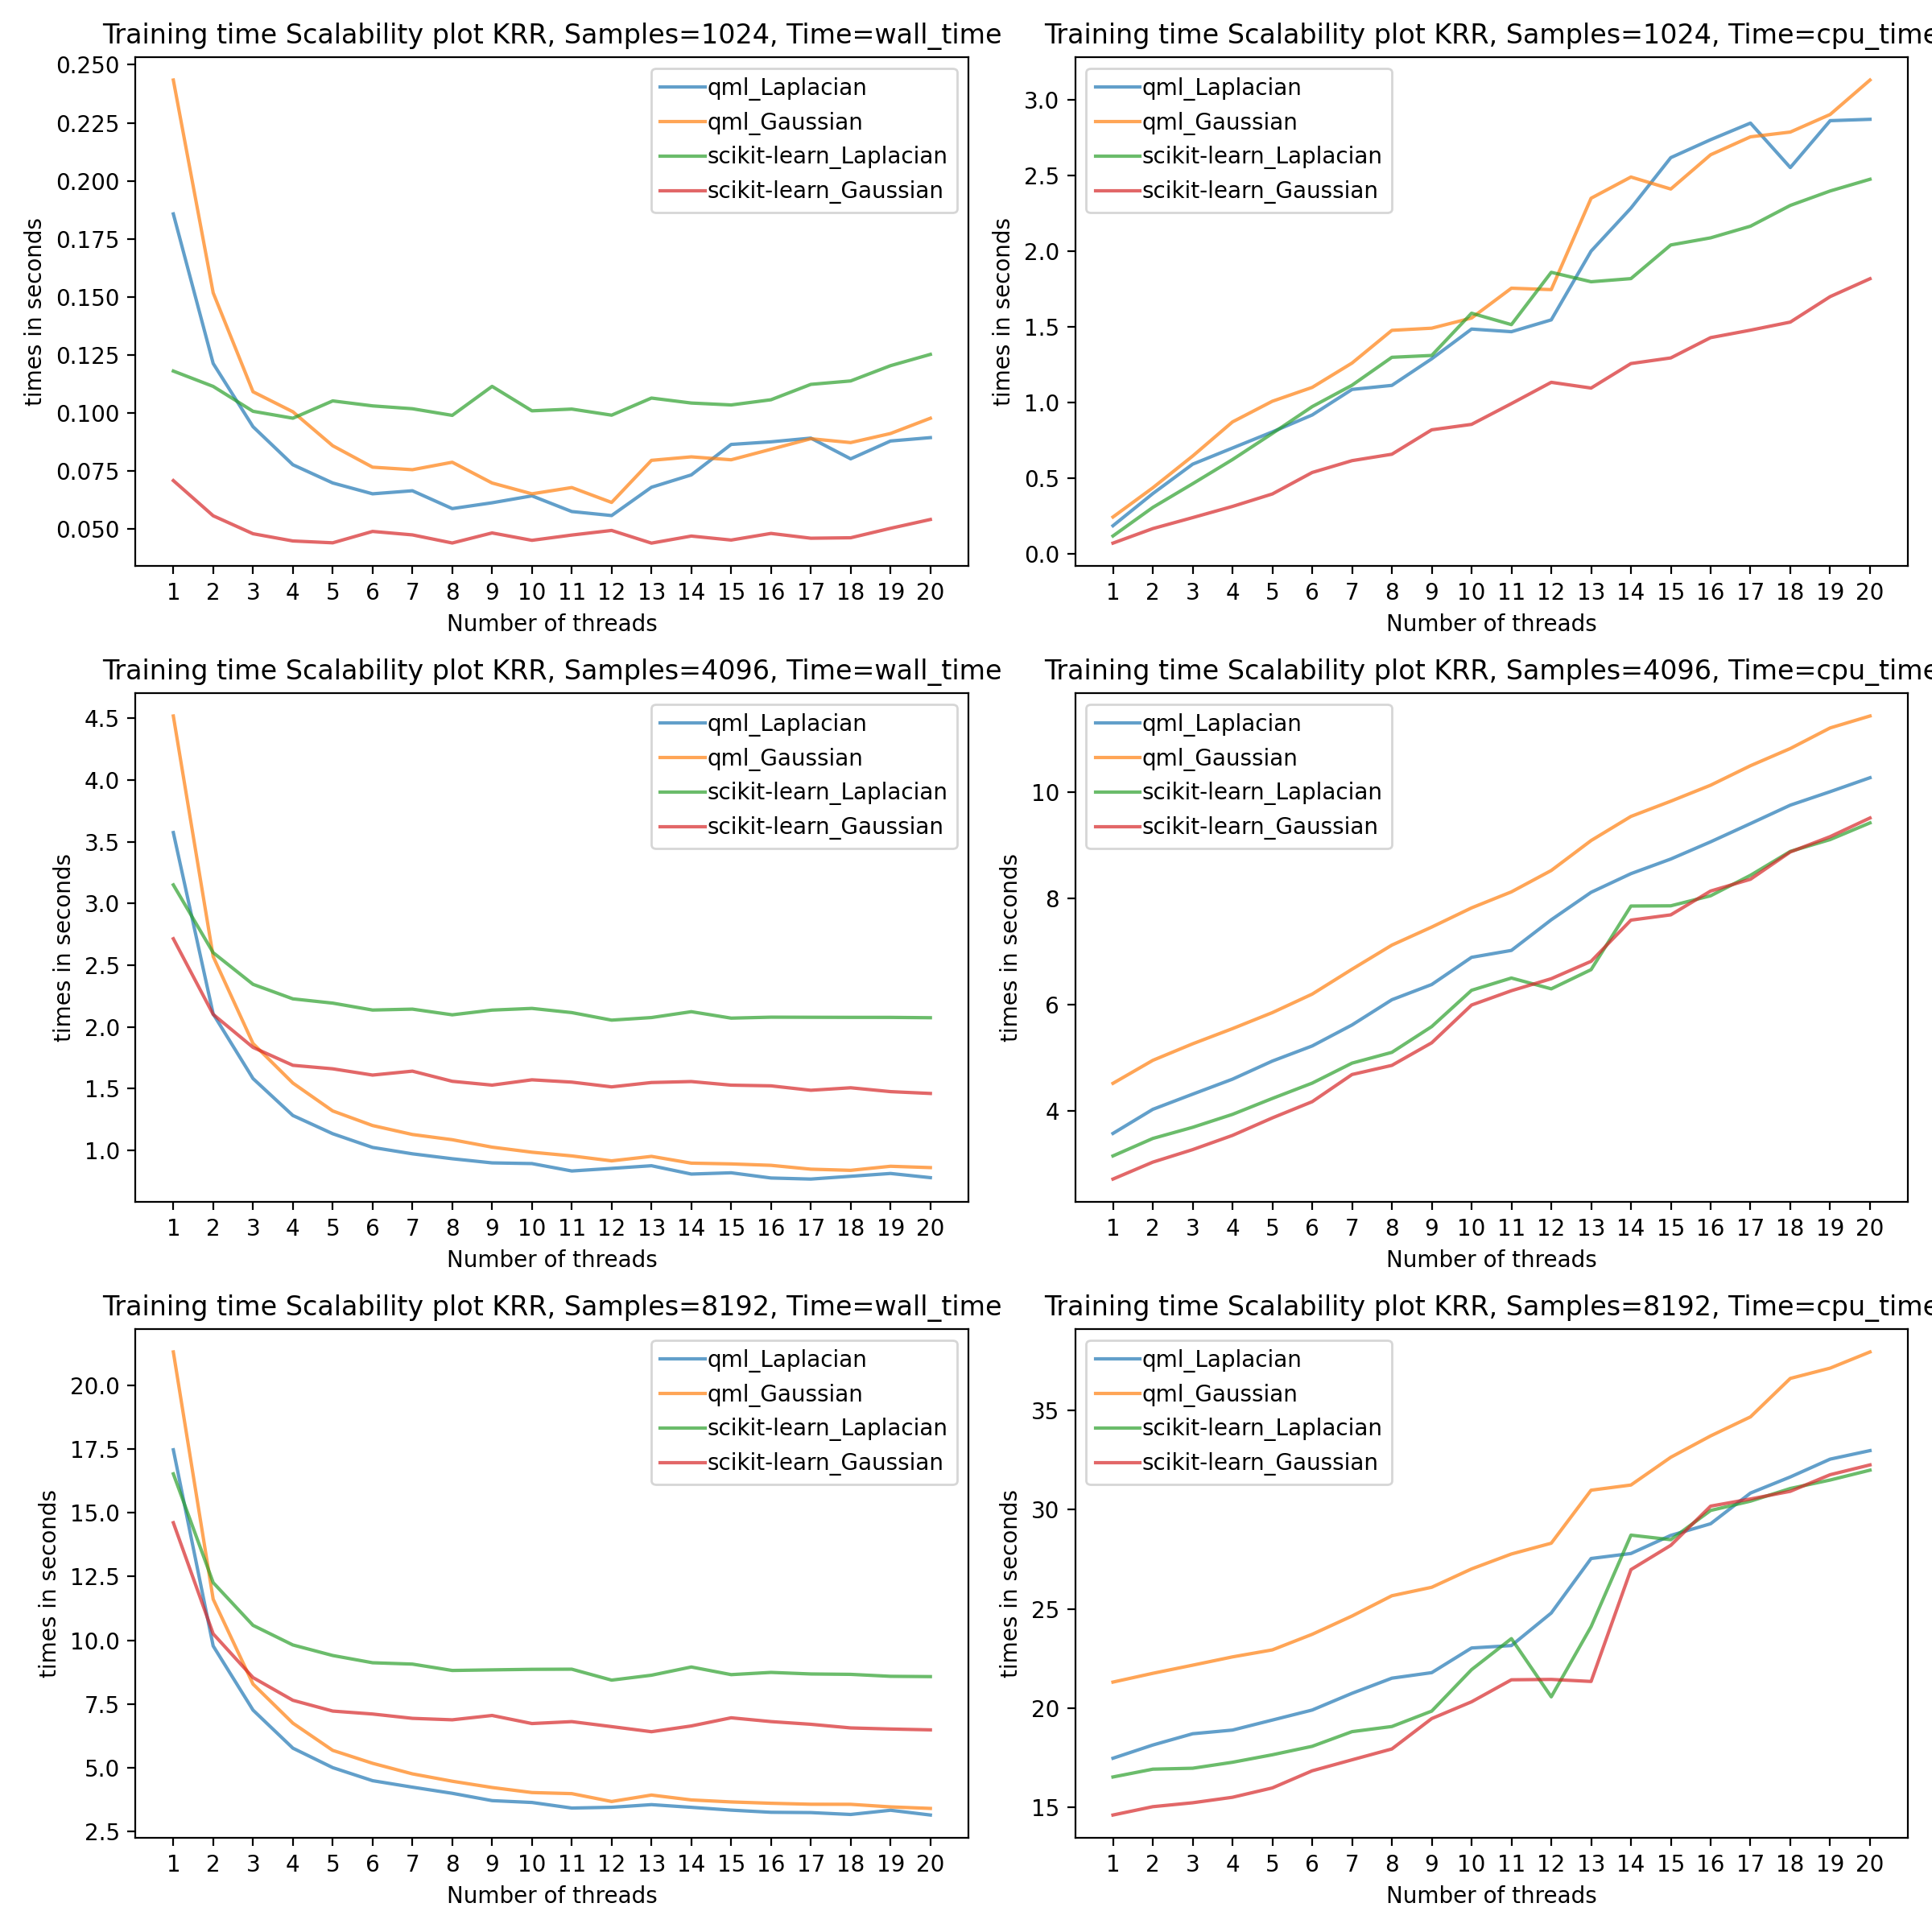 Training time Scalability plot KRR, Samples=1024, Time=wall_time
0.250
0.225
0.200
0.175
0.150
0.125
0.100
0.075
0.050
times in seconds
qml_Laplacian
qml_Gaussian
scikit-learn_Laplacian
scikit-learn_Gaussian
1 2 3 4 5 6 7 8 9 10 11 12 13 14 15 16 17 18 19 20
Number of threads
Training time Scalability plot KRR, Samples=1024, Time=cpu_time
3.0
2.5
2.0
1.5
1.0
0.5
0.0
times in seconds
qml_Laplacian
qml_Gaussian
scikit-learn_Laplacian
scikit-learn_Gaussian
1 2 3 4 5 6 7 8 9 10 11 12 13 14 15 16 17 18 19 20
Number of threads
Training time Scalability plot KRR, Samples=4096, Time=wall_time
4.5
4.0
3.5
3.0
2.5
2.0
1.5
1.0
times in seconds
qml_Laplacian
qml_Gaussian
scikit-learn_Laplacian
scikit-learn_Gaussian
1 2 3 4 5 6 7 8 9 10 11 12 13 14 15 16 17 18 19 20
Number of threads
Training time Scalability plot KRR, Samples=4096, Time=cpu_time
10
8
6
4
times in seconds
qml_Laplacian
qml_Gaussian
scikit-learn_Laplacian
scikit-learn_Gaussian
1 2 3 4 5 6 7 8 9 10 11 12 13 14 15 16 17 18 19 20
Number of threads
Training time Scalability plot KRR, Samples=8192, Time=wall_time
20.0
17.5
15.0
12.5
10.0
7.5
5.0
2.5
times in seconds
qml_Laplacian
qml_Gaussian
scikit-learn_Laplacian
scikit-learn_Gaussian
1 2 3 4 5 6 7 8 9 10 11 12 13 14 15 16 17 18 19 20
Number of threads
Training time Scalability plot KRR, Samples=8192, Time=cpu_time
35
30
25
20
15
times in seconds
qml_Laplacian
qml_Gaussian
scikit-learn_Laplacian
scikit-learn_Gaussian
1 2 3 4 5 6 7 8 9 10 11 12 13 14 15 16 17 18 19 20
Number of threads